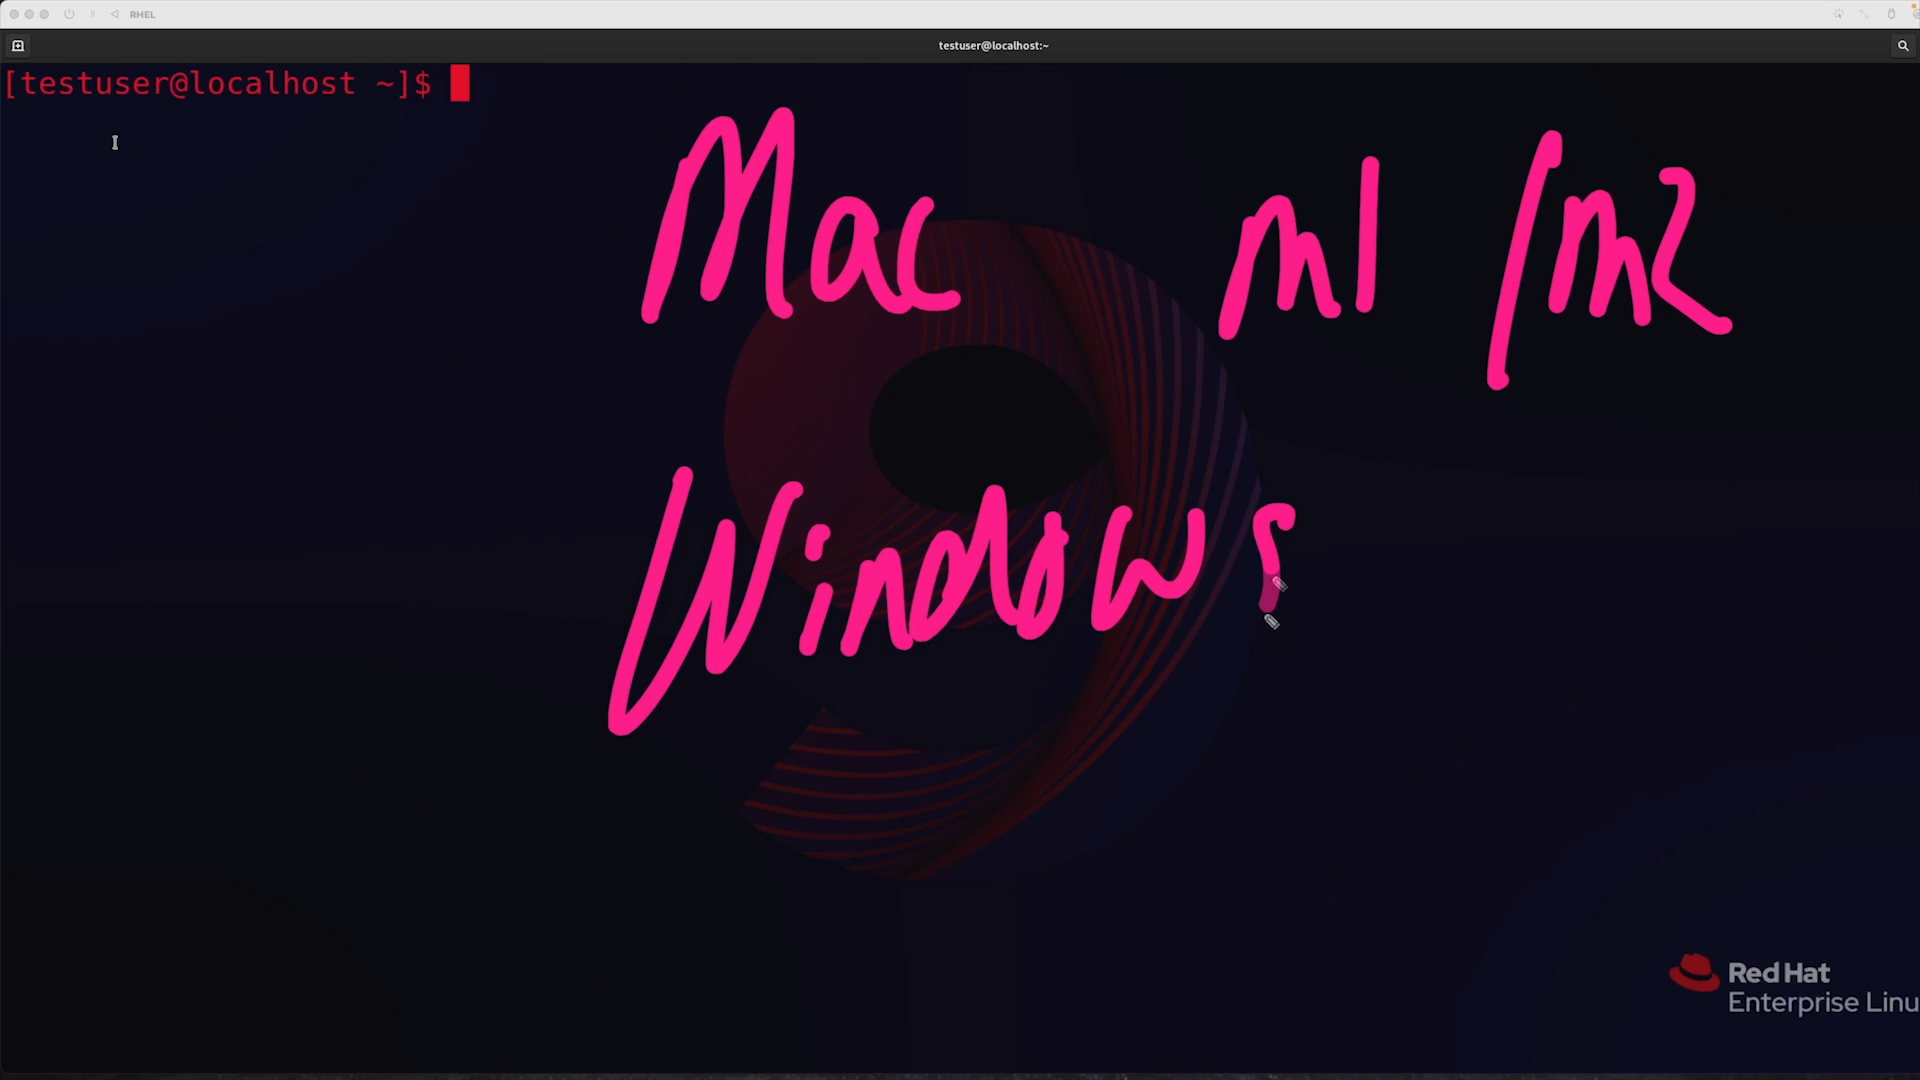 RHEL
testuser@localhost:~
[testuser@localhost ~]$
Mac m1 /m2
Windows
Red Hat
Enterprise Linu